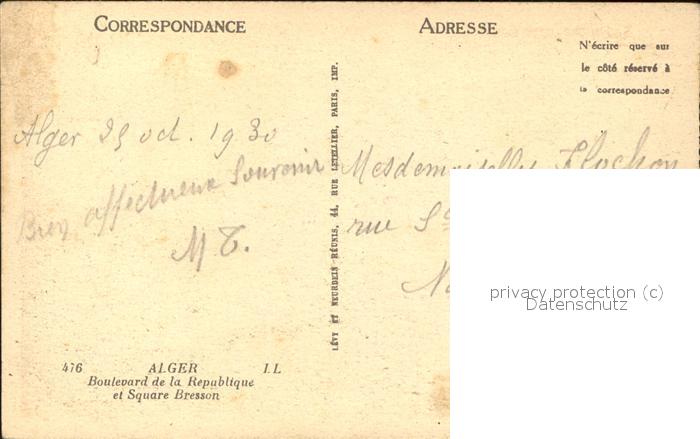 CORRESPONDANCE
ADRESSE
N'écrire que sur
le côté réservé à
la correspondance
Alger 25 oct. 1930
Bien affectueux Souvenir
M T.
LÉVY ET NEURDEIN RÉUNIS, 44, RUE LETELLIER, PARIS, IMP.
Mesdemoiselles
rue
privacy protection (c)
Datenschutz
476 ALGER LL
Boulevard de la Republique
et Square Bresson